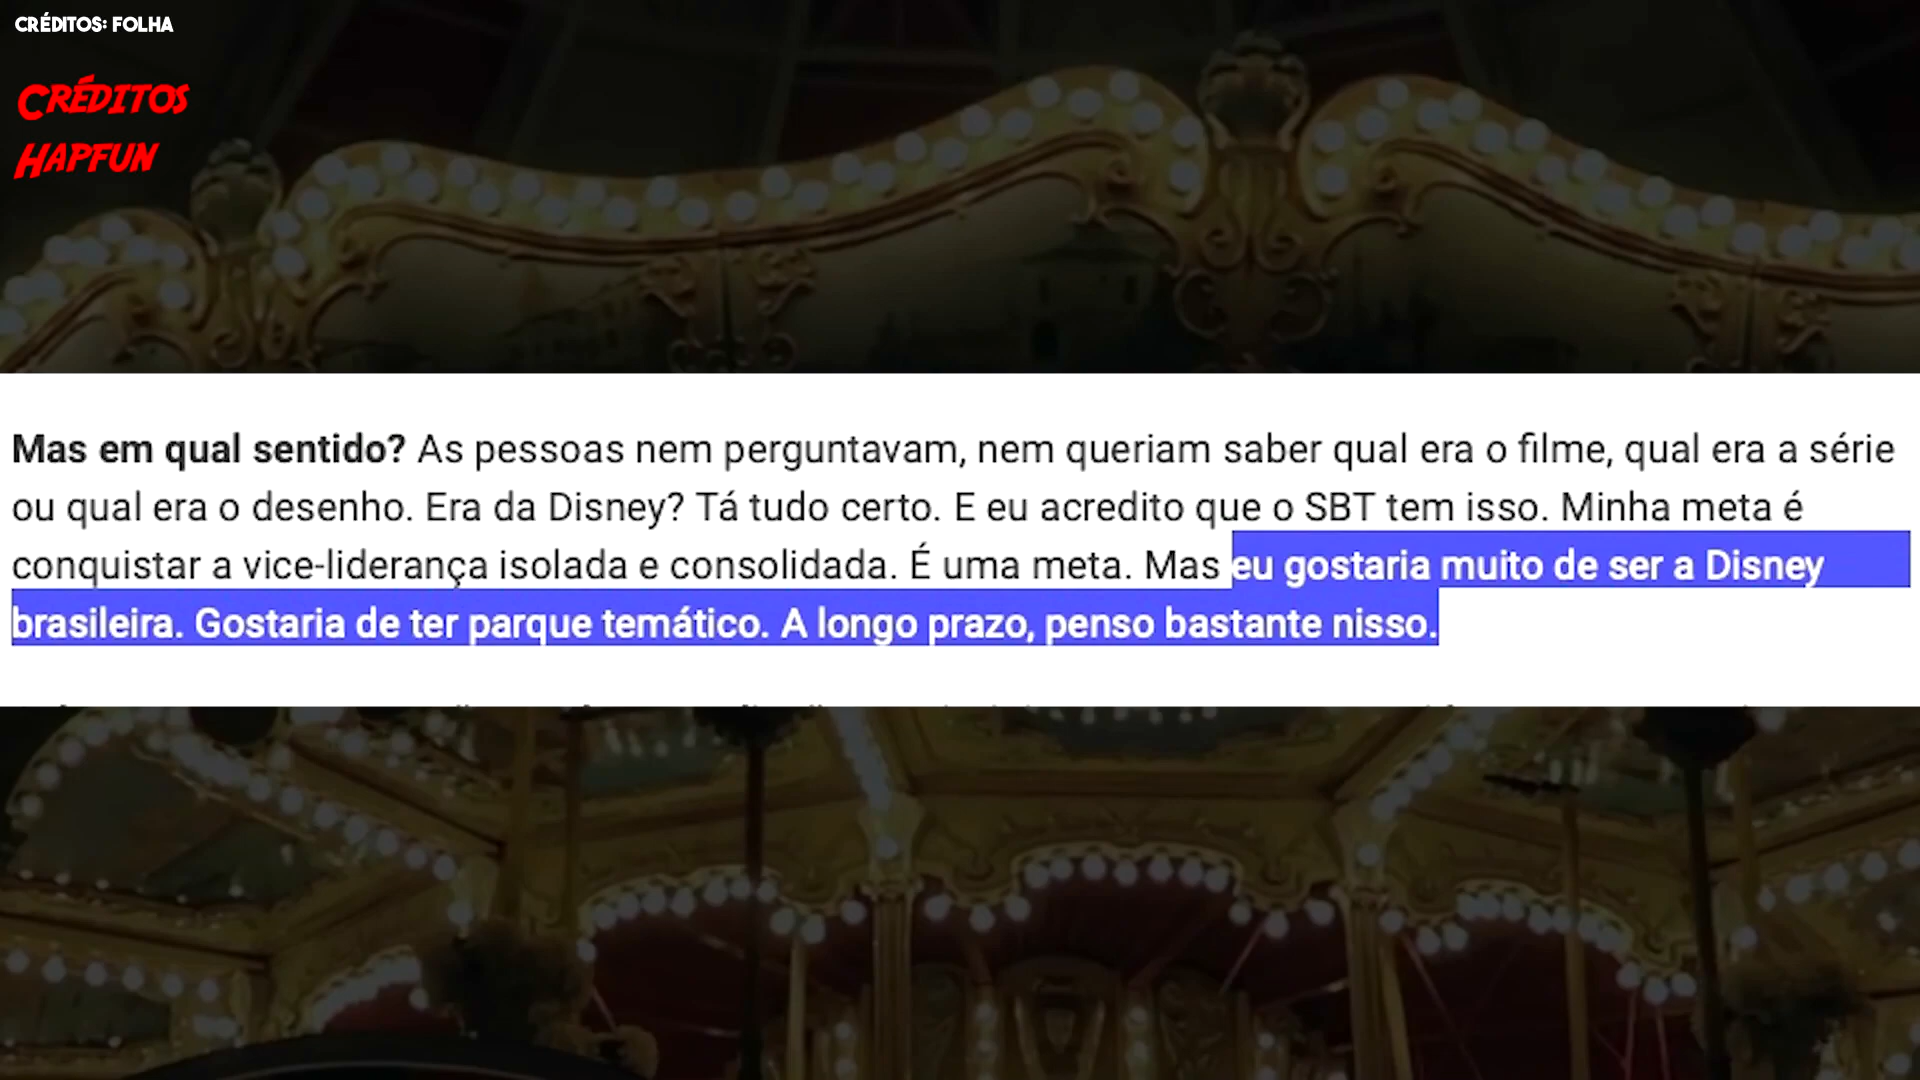 CRÉDITOS: FOLHA
CRÉDITOS
HAPFUN
Mas em qual sentido? As pessoas nem perguntavam, nem queriam saber qual era o filme, qual era a série
ou qual era o desenho. Era da Disney? Tá tudo certo. E eu acredito que o SBT tem isso. Minha meta é
conquistar a vice-liderança isolada e consolidada. É uma meta. Mas eu gostaria muito de ser a Disney
brasileira. Gostaria de ter parque temático. A longo prazo, penso bastante nisso.